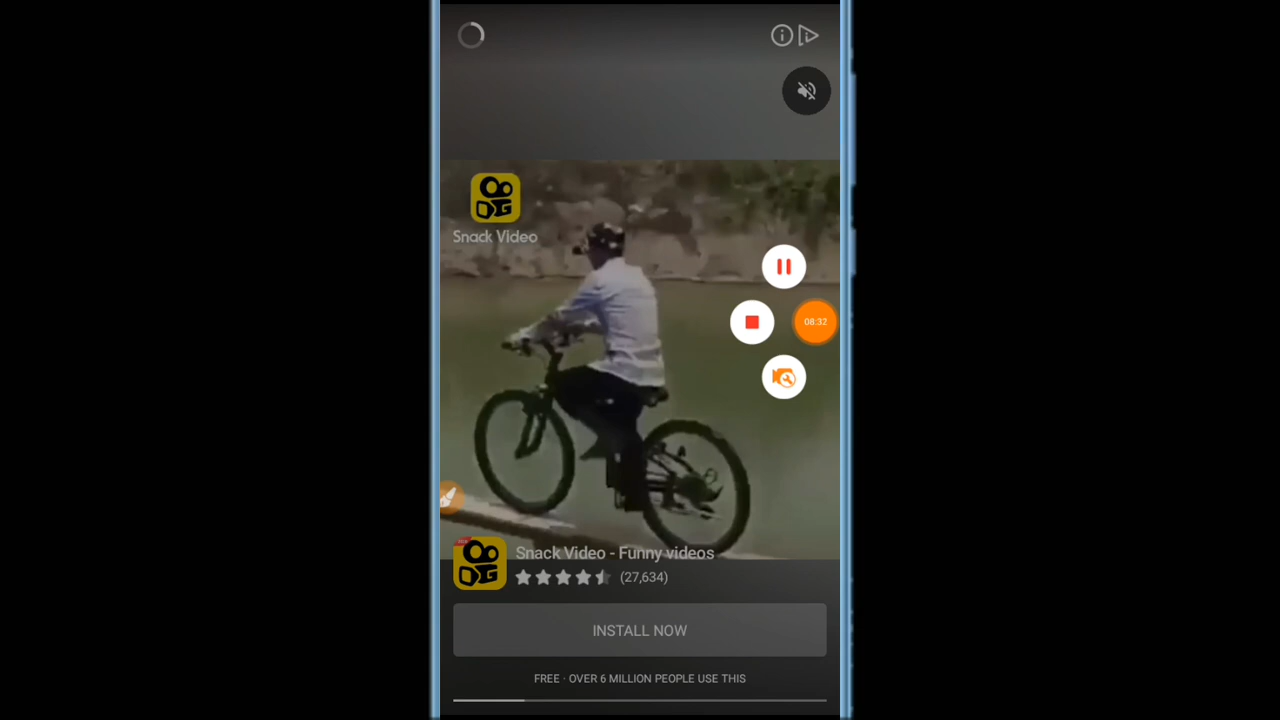 Snack Video
08:32
Snack Video - Funny videos
(27,634)
INSTALL NOW
FREE · OVER 6 MILLION PEOPLE USE THIS